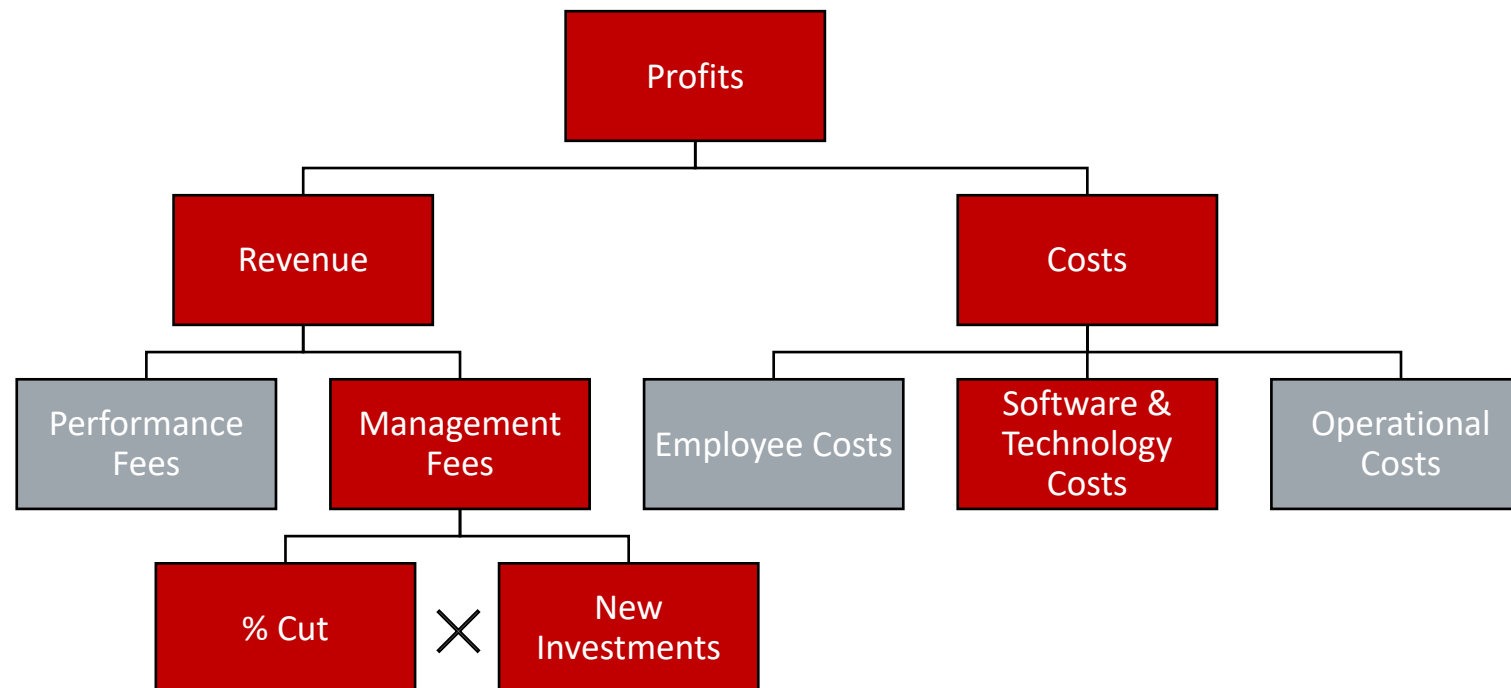 Profits
Revenue
Costs
Performance
Fees
Management
Fees
Employee Costs
Software &
Technology
Costs
Operational
Costs
% Cut
New
Investments